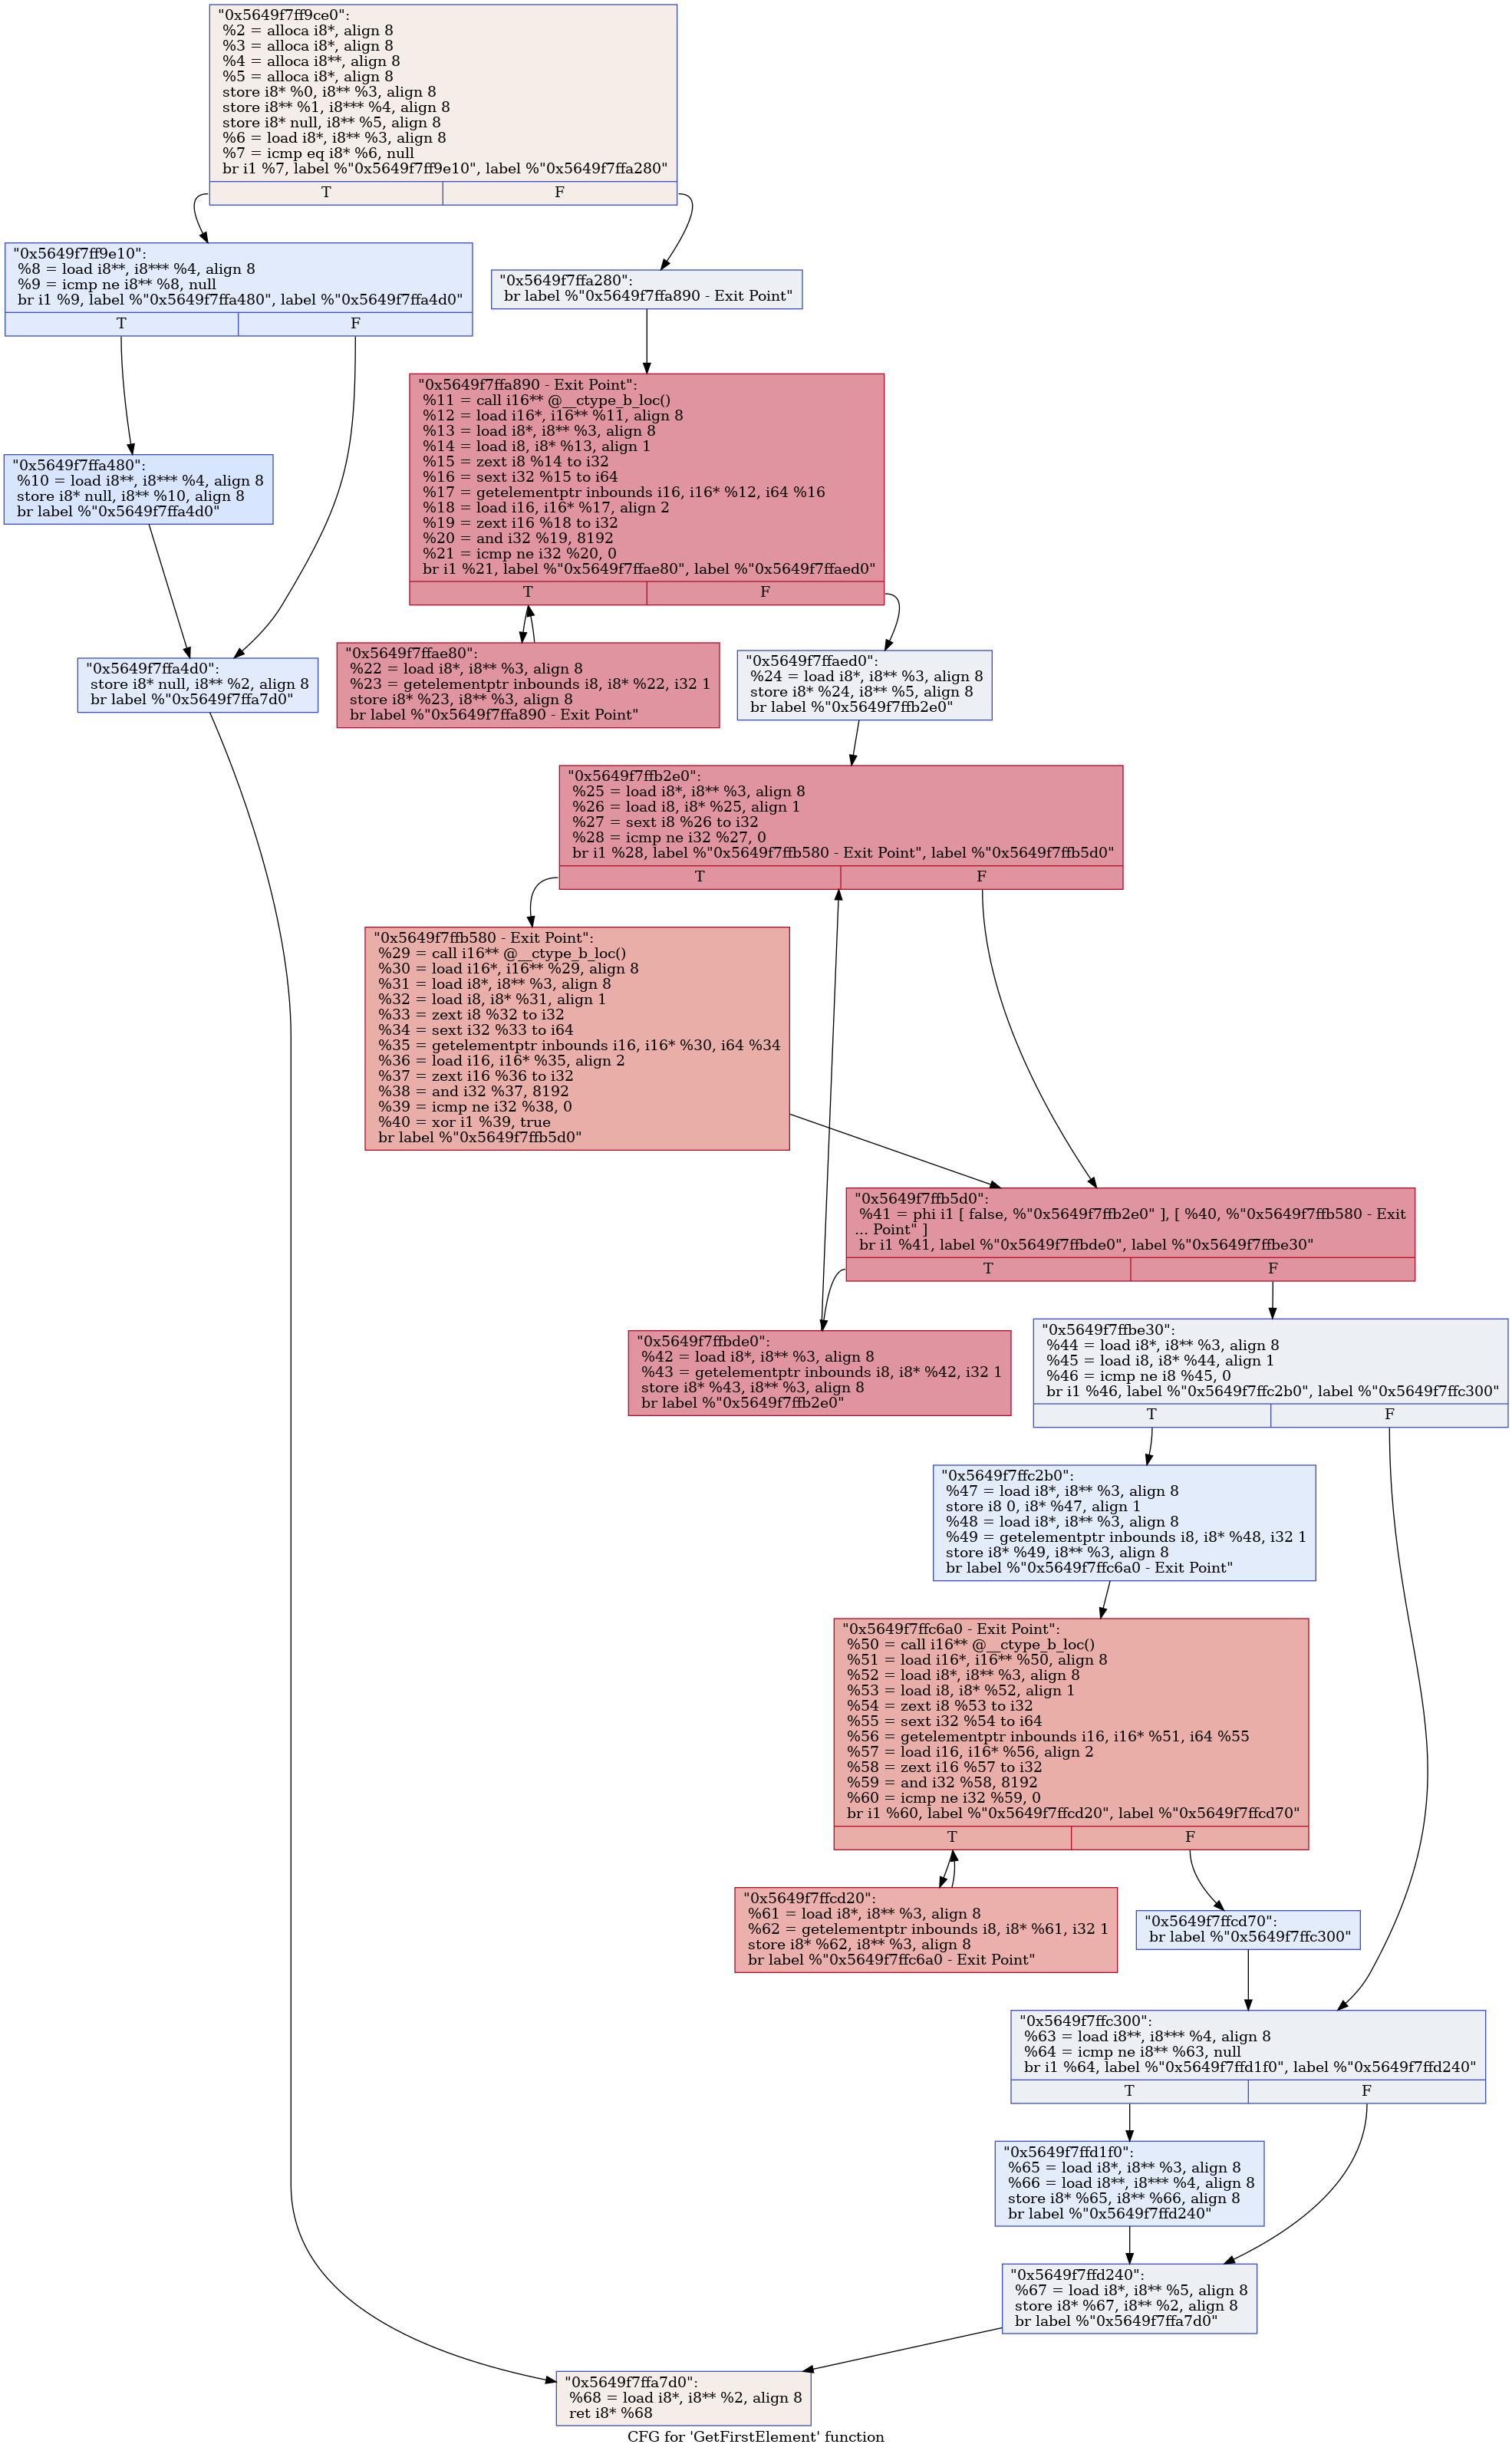 "0x5649f7ff9ce0":
%2 = alloca i8*, align 8
%3 = alloca i8*, align 8
%4 = alloca i8**, align 8
%5 = alloca i8*, align 8
store i8* %0, i8** %3, align 8
store i8** %1, i8*** %4, align 8
store i8* null, i8** %5, align 8
%6 = load i8*, i8** %3, align 8
%7 = icmp eq i8* %6, null
br i1 %7, label %"0x5649f7ff9e10", label %"0x5649f7ffa280"
T F
"0x5649f7ff9e10":
%8 = load i8**, i8*** %4, align 8
%9 = icmp ne i8** %8, null
br i1 %9, label %"0x5649f7ffa480", label %"0x5649f7ffa4d0"
T F
"0x5649f7ffa280":
br label %"0x5649f7ffa890 - Exit Point"
"0x5649f7ffa890 - Exit Point":
%11 = call i16** @__ctype_b_loc()
%12 = load i16*, i16** %11, align 8
%13 = load i8*, i8** %3, align 8
%14 = load i8, i8* %13, align 1
%15 = zext i8 %14 to i32
%16 = sext i32 %15 to i64
%17 = getelementptr inbounds i16, i16* %12, i64 %16
%18 = load i16, i16* %17, align 2
%19 = zext i16 %18 to i32
%20 = and i32 %19, 8192
%21 = icmp ne i32 %20, 0
br i1 %21, label %"0x5649f7ffae80", label %"0x5649f7ffaed0"
T F
"0x5649f7ffa480":
%10 = load i8**, i8*** %4, align 8
store i8* null, i8** %10, align 8
br label %"0x5649f7ffa4d0"
"0x5649f7ffa4d0":
store i8* null, i8** %2, align 8
br label %"0x5649f7ffa7d0"
"0x5649f7ffae80":
%22 = load i8*, i8** %3, align 8
%23 = getelementptr inbounds i8, i8* %22, i32 1
store i8* %23, i8** %3, align 8
br label %"0x5649f7ffa890 - Exit Point"
"0x5649f7ffaed0":
%24 = load i8*, i8** %3, align 8
store i8* %24, i8** %5, align 8
br label %"0x5649f7ffb2e0"
"0x5649f7ffb2e0":
%25 = load i8*, i8** %3, align 8
%26 = load i8, i8* %25, align 1
%27 = sext i8 %26 to i32
%28 = icmp ne i32 %27, 0
br i1 %28, label %"0x5649f7ffb580 - Exit Point", label %"0x5649f7ffb5d0"
T F
"0x5649f7ffb580 - Exit Point":
%29 = call i16** @__ctype_b_loc()
%30 = load i16*, i16** %29, align 8
%31 = load i8*, i8** %3, align 8
%32 = load i8, i8* %31, align 1
%33 = zext i8 %32 to i32
%34 = sext i32 %33 to i64
%35 = getelementptr inbounds i16, i16* %30, i64 %34
%36 = load i16, i16* %35, align 2
%37 = zext i16 %36 to i32
%38 = and i32 %37, 8192
%39 = icmp ne i32 %38, 0
%40 = xor i1 %39, true
br label %"0x5649f7ffb5d0"
"0x5649f7ffb5d0":
%41 = phi i1 [ false, %"0x5649f7ffb2e0" ], [ %40, %"0x5649f7ffb580 - Exit
... Point" ]
br i1 %41, label %"0x5649f7ffbde0", label %"0x5649f7ffbe30"
T F
"0x5649f7ffbde0":
%42 = load i8*, i8** %3, align 8
%43 = getelementptr inbounds i8, i8* %42, i32 1
store i8* %43, i8** %3, align 8
br label %"0x5649f7ffb2e0"
"0x5649f7ffbe30":
%44 = load i8*, i8** %3, align 8
%45 = load i8, i8* %44, align 1
%46 = icmp ne i8 %45, 0
br i1 %46, label %"0x5649f7ffc2b0", label %"0x5649f7ffc300"
T F
"0x5649f7ffc2b0":
%47 = load i8*, i8** %3, align 8
store i8 0, i8* %47, align 1
%48 = load i8*, i8** %3, align 8
%49 = getelementptr inbounds i8, i8* %48, i32 1
store i8* %49, i8** %3, align 8
br label %"0x5649f7ffc6a0 - Exit Point"
"0x5649f7ffc6a0 - Exit Point":
%50 = call i16** @__ctype_b_loc()
%51 = load i16*, i16** %50, align 8
%52 = load i8*, i8** %3, align 8
%53 = load i8, i8* %52, align 1
%54 = zext i8 %53 to i32
%55 = sext i32 %54 to i64
%56 = getelementptr inbounds i16, i16* %51, i64 %55
%57 = load i16, i16* %56, align 2
%58 = zext i16 %57 to i32
%59 = and i32 %58, 8192
%60 = icmp ne i32 %59, 0
br i1 %60, label %"0x5649f7ffcd20", label %"0x5649f7ffcd70"
T F
"0x5649f7ffcd20":
%61 = load i8*, i8** %3, align 8
%62 = getelementptr inbounds i8, i8* %61, i32 1
store i8* %62, i8** %3, align 8
br label %"0x5649f7ffc6a0 - Exit Point"
"0x5649f7ffcd70":
br label %"0x5649f7ffc300"
"0x5649f7ffc300":
%63 = load i8**, i8*** %4, align 8
%64 = icmp ne i8** %63, null
br i1 %64, label %"0x5649f7ffd1f0", label %"0x5649f7ffd240"
T F
"0x5649f7ffd1f0":
%65 = load i8*, i8** %3, align 8
%66 = load i8**, i8*** %4, align 8
store i8* %65, i8** %66, align 8
br label %"0x5649f7ffd240"
"0x5649f7ffd240":
%67 = load i8*, i8** %5, align 8
store i8* %67, i8** %2, align 8
br label %"0x5649f7ffa7d0"
"0x5649f7ffa7d0":
%68 = load i8*, i8** %2, align 8
ret i8* %68
CFG for 'GetFirstElement' function